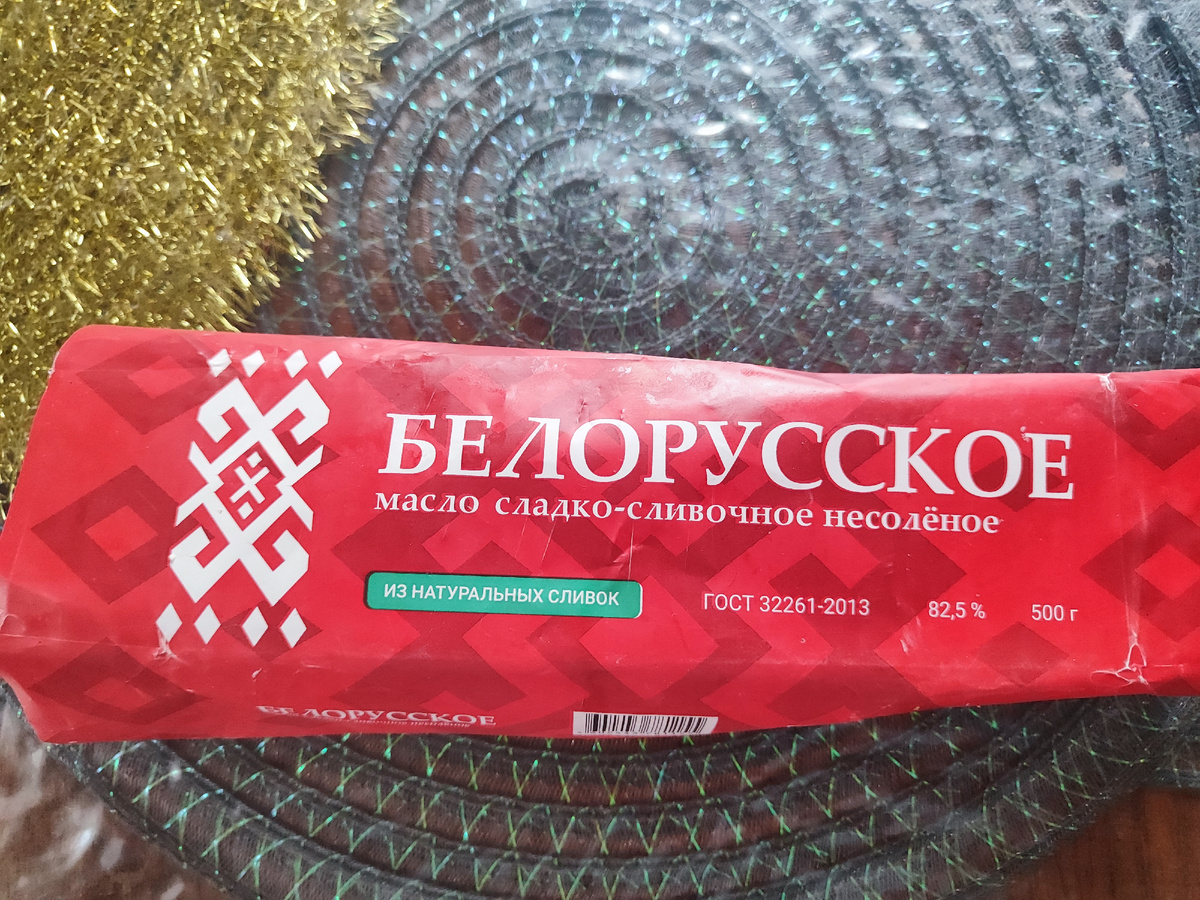 БЕЛОРУССКОЕ
масло сладко-сливочное несолёное
ИЗ НАТУРАЛЬНЫХ СЛИВОК
ГОСТ 32261-2013 82,5 % 500 г
БЕЛОРУССКОЕ